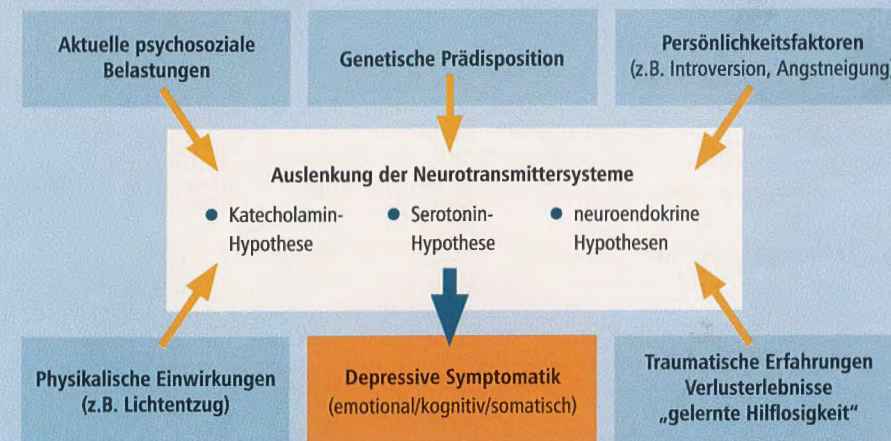 Aktuelle psychosoziale
Belastungen
Genetische Prädisposition
Persönlichkeitsfaktoren
(z.B. Introversion, Angstneigung)
Auslenkung der Neurotransmittersysteme
● Katecholamin-
Hypothese
● Serotonin-
Hypothese
● neuroendokrine
Hypothesen
Physikalische Einwirkungen
(z.B. Lichtentzug)
Depressive Symptomatik
(emotional/kognitiv/somatisch)
Traumatische Erfahrungen
Verlusterlebnisse
„gelernte Hilflosigkeit“